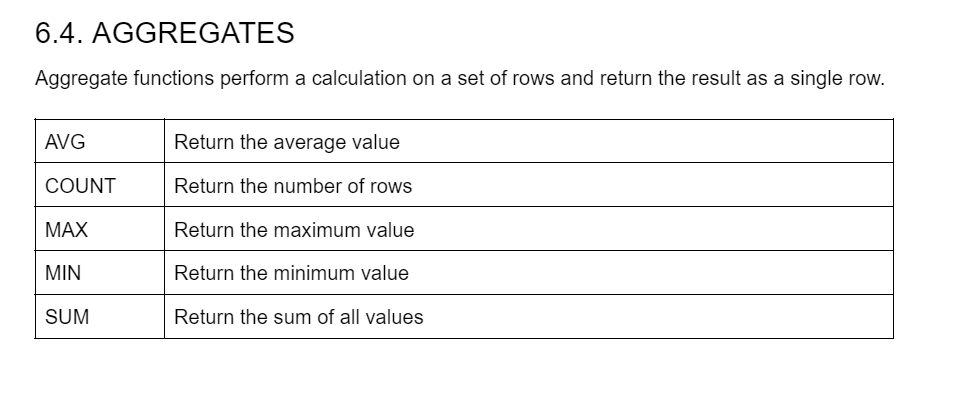 6.4. AGGREGATES
Aggregate functions perform a calculation on a set of rows and return the result as a single row.
AVG Return the average value
COUNT Return the number of rows
MAX Return the maximum value
MIN Return the minimum value
SUM Return the sum of all values